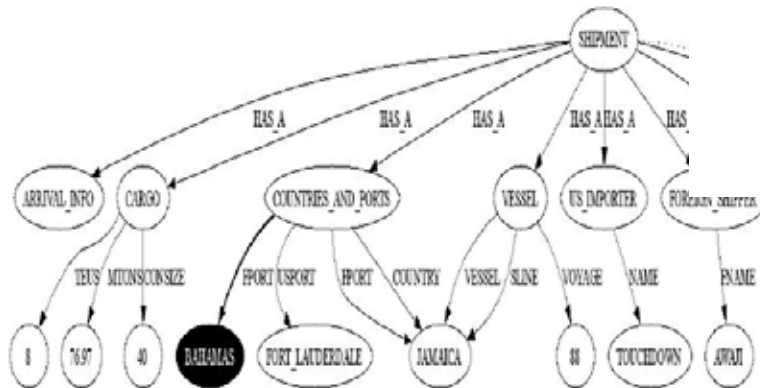 SHIPMENT
HAS_A HAS_A HAS_A HAS_A HAS_A HAS_
ARRIVAL_INFO CARGO COUNTRIES_AND_PORTS VESSEL US_IMPORTER
TEUS MTONS CONSIZE FPORT USPORT FPORT COUNTRY VESSEL SLINE VOYAGE NAME FNAME
8 76.97 40 BAHAMAS FORT_LAUDERDALE JAMAICA 88 TOUCHDOWN AWAJI